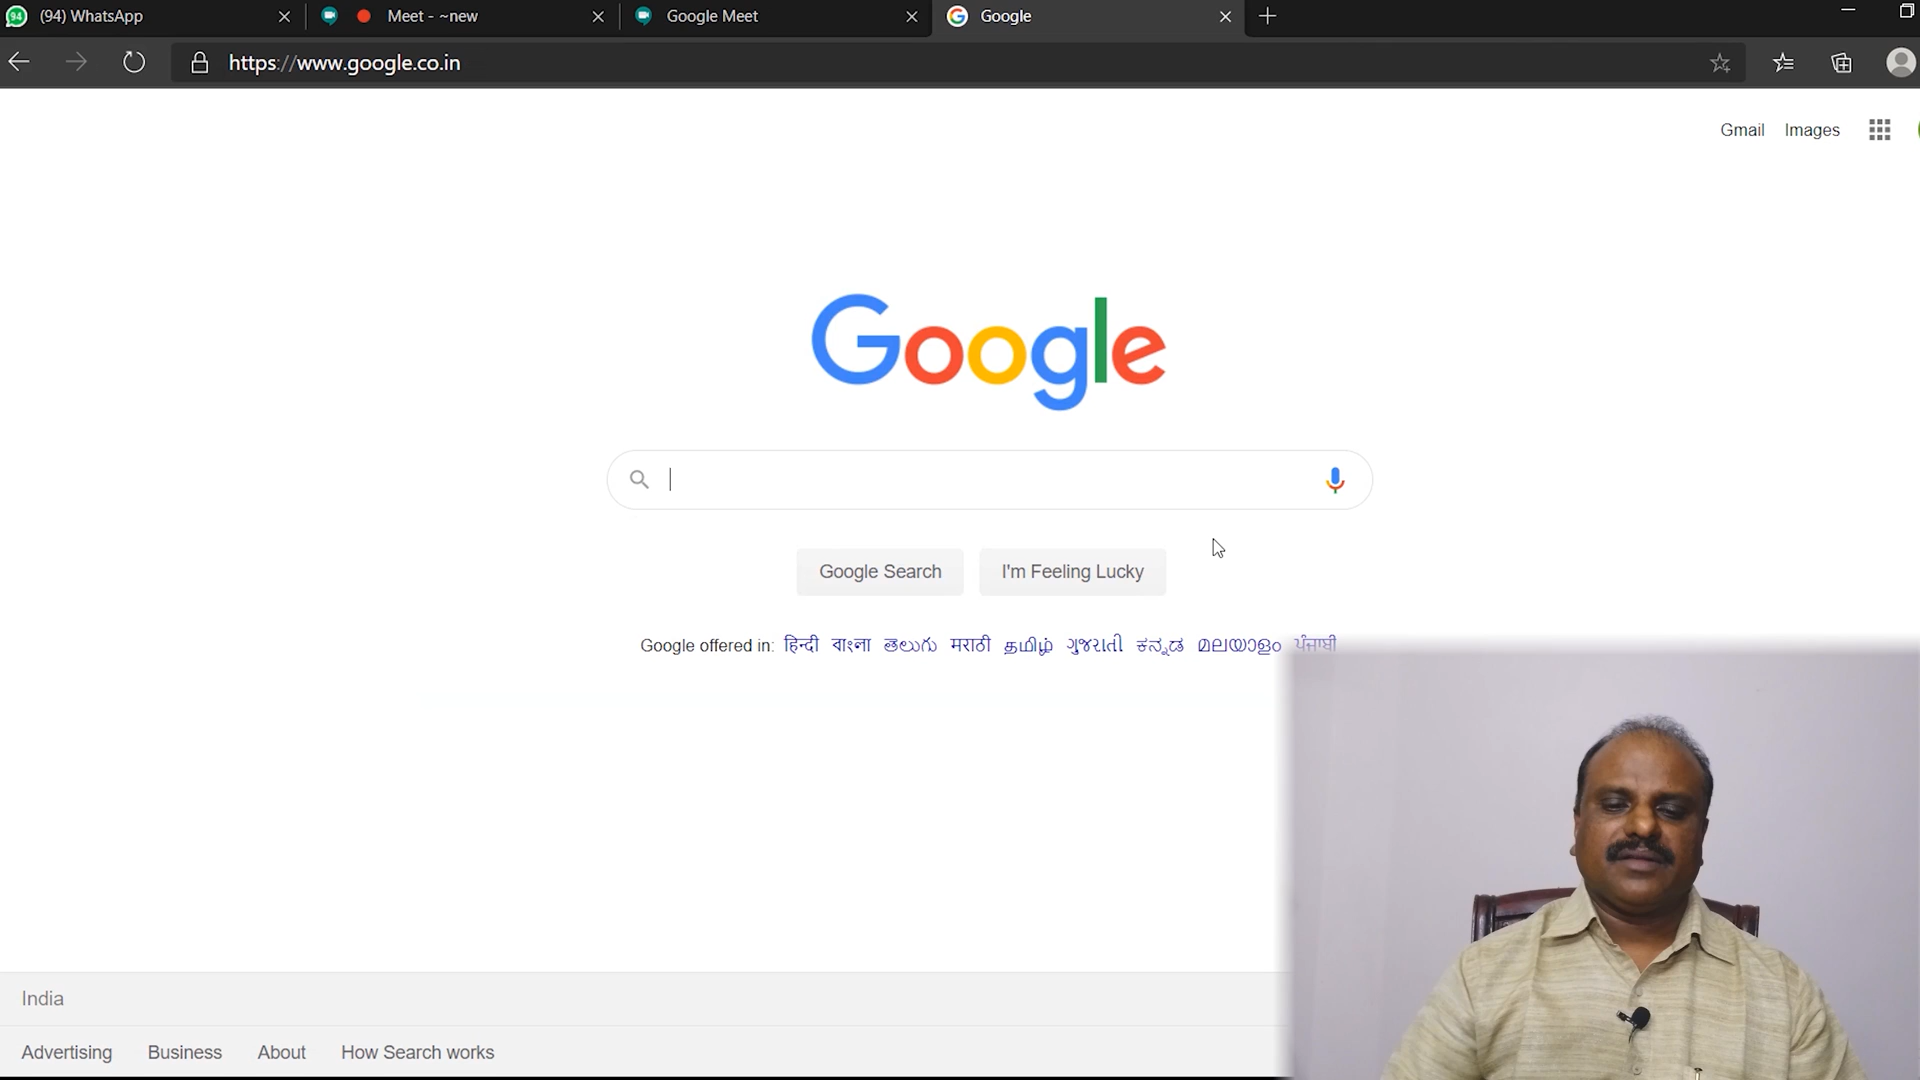 94 (94) WhatsApp
Meet - ~new
Google Meet
G Google
https://www.google.co.in
Gmail Images
Google
Google Search I'm Feeling Lucky
Google offered in: हिन्दी বাংলা తెలుగు मराठी தமிழ் ગુજરાતી ಕನ್ನಡ മലയാളം ਪੰਜਾਬੀ
India
Advertising Business About How Search works